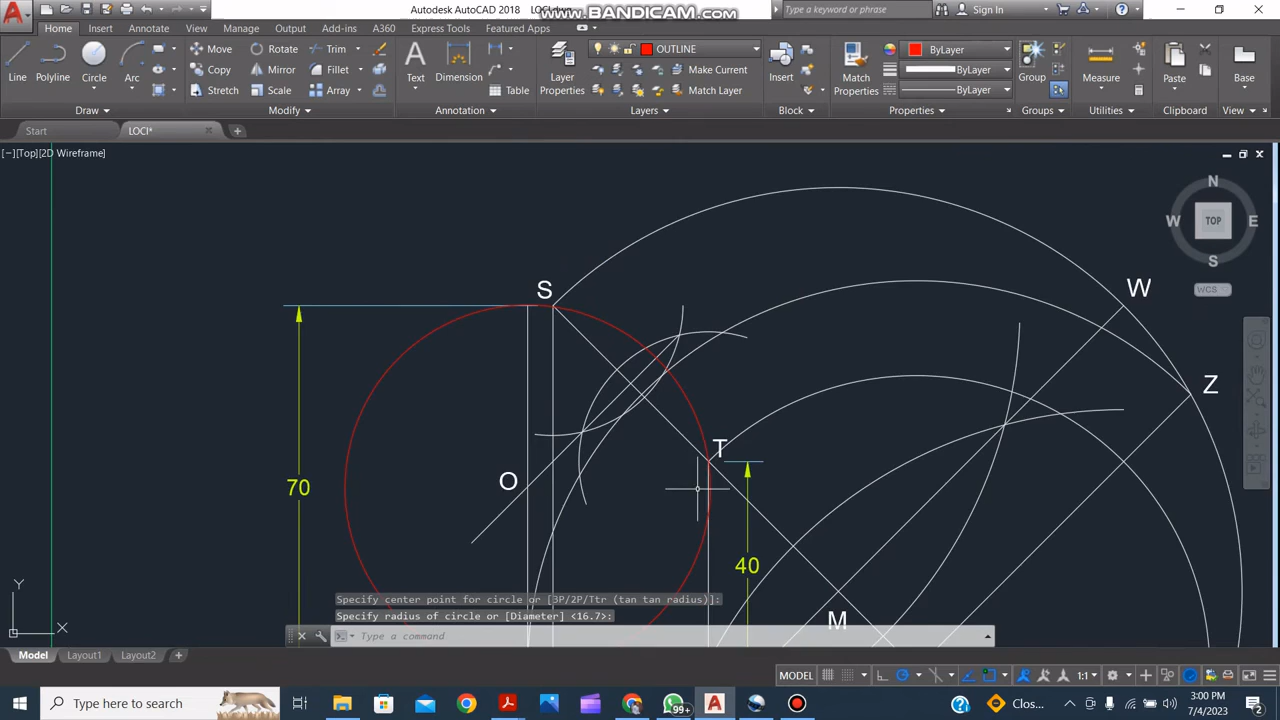 Autodesk AutoCAD 2018 LOCI.dwg
www.BANDICAM.com
Type a keyword or phrase
Sign In
Home Insert Annotate View Manage Output Add-ins A360 Express Tools Featured Apps
Line Polyline Circle Arc
Move Rotate Trim
Copy Mirror Fillet
Stretch Scale Array
Text Dimension Table
Layer Properties
OUTLINE
Make Current
Match Layer
Insert
Match Properties
ByLayer
ByLayer
ByLayer
Group
Measure
Paste
Base
Draw Modify Annotation Layers Block Properties Groups Utilities Clipboard View
Start LOCI*
[−][Top][2D Wireframe]
N
W TOP E
S
WCS
S
W
Z
T
O
70
40
M
Y
X
Specify center point for circle or [3P/2P/Ttr (tan tan radius)]:
Specify radius of circle or [Diameter] <16.7>:
Type a command
Model Layout1 Layout2
MODEL 1:1
Type here to search
99+
Clos...
3:00 PM
7/4/2023